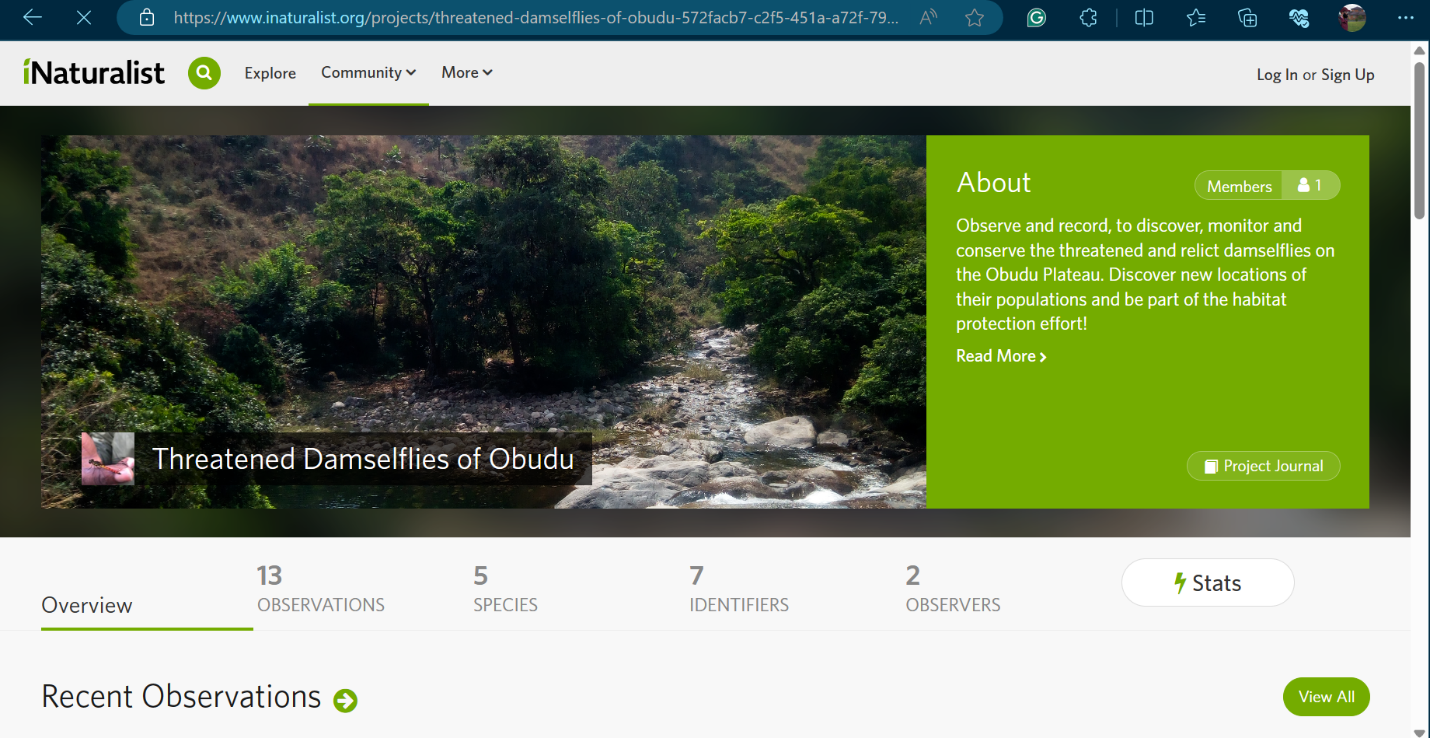 https://www.inaturalist.org/projects/threatened-damselflies-of-obudu-572facb7-c2f5-451a-a72f-79...
iNaturalist Explore Community More Log In or Sign Up
About
Members 1
Observe and record, to discover, monitor and
conserve the threatened and relict damselflies on
the Obudu Plateau. Discover new locations of
their populations and be part of the habitat
protection effort!
Read More
Threatened Damselflies of Obudu
Project Journal
Overview
13
OBSERVATIONS
5
SPECIES
7
IDENTIFIERS
2
OBSERVERS
Stats
Recent Observations
View All